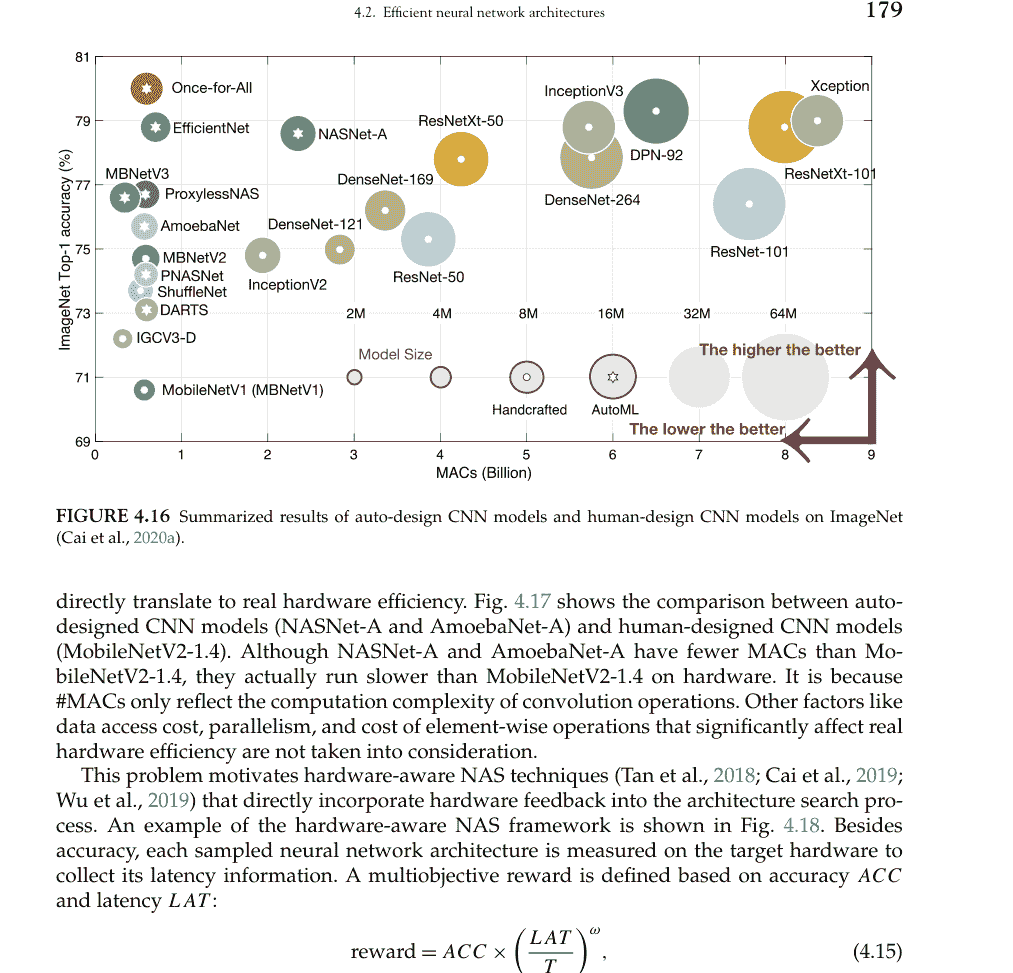 4.2. Efficient neural network architectures
179
81
79
77
75
73
71
69
ImageNet Top-1 accuracy (%)
Once-for-All
EfficientNet
NASNet-A
ResNetXt-50
InceptionV3
DPN-92
Xception
ResNetXt-101
MBNetV3
ProxylessNAS
DenseNet-169
DenseNet-264
AmoebaNet
DenseNet-121
ResNet-50
ResNet-101
MBNetV2
InceptionV2
PNASNet
ShuffleNet
DARTS
IGCV3-D
MobileNetV1 (MBNetV1)
2M
4M
8M
16M
32M
64M
Model Size
The higher the better
Handcrafted
AutoML
The lower the better
0
1
2
3
4
5
6
7
8
9
MACs (Billion)
FIGURE 4.16 Summarized results of auto-design CNN models and human-design CNN models on ImageNet
(Cai et al., 2020a).
directly translate to real hardware efficiency. Fig. 4.17 shows the comparison between auto-
designed CNN models (NASNet-A and AmoebaNet-A) and human-designed CNN models
(MobileNetV2-1.4). Although NASNet-A and AmoebaNet-A have fewer MACs than Mo-
bileNetV2-1.4, they actually run slower than MobileNetV2-1.4 on hardware. It is because
#MACs only reflect the computation complexity of convolution operations. Other factors like
data access cost, parallelism, and cost of element-wise operations that significantly affect real
hardware efficiency are not taken into consideration.
This problem motivates hardware-aware NAS techniques (Tan et al., 2018; Cai et al., 2019;
Wu et al., 2019) that directly incorporate hardware feedback into the architecture search pro-
cess. An example of the hardware-aware NAS framework is shown in Fig. 4.18. Besides
accuracy, each sampled neural network architecture is measured on the target hardware to
collect its latency information. A multiobjective reward is defined based on accuracy ACC
and latency LAT:
reward = ACC × (LAT/T)^ω, (4.15)